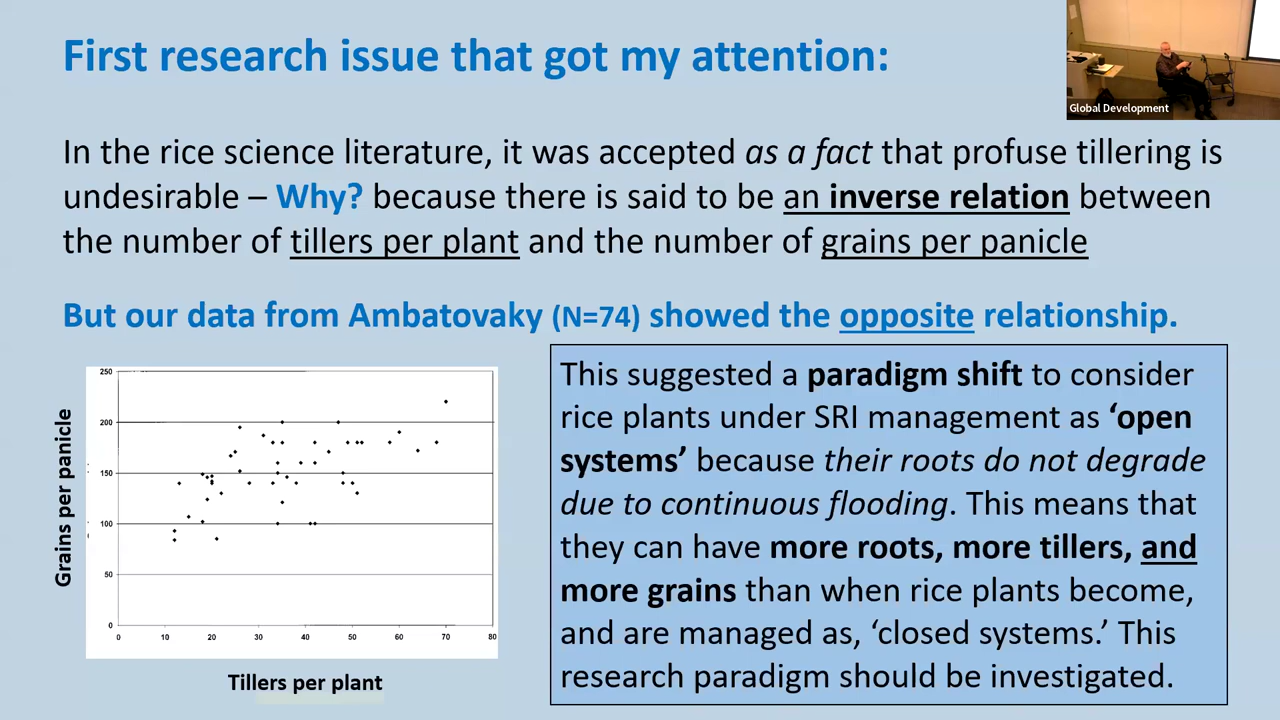 First research issue that got my attention:
Global Development
In the rice science literature, it was accepted as a fact that profuse tillering is
undesirable – Why? because there is said to be an inverse relation between
the number of tillers per plant and the number of grains per panicle
But our data from Ambatovaky (N=74) showed the opposite relationship.
Grains per panicle
250
200
150
100
50
0
0 10 20 30 40 50 60 70 80
Tillers per plant
This suggested a paradigm shift to consider
rice plants under SRI management as ‘open
systems’ because their roots do not degrade
due to continuous flooding. This means that
they can have more roots, more tillers, and
more grains than when rice plants become,
and are managed as, ‘closed systems.’ This
research paradigm should be investigated.